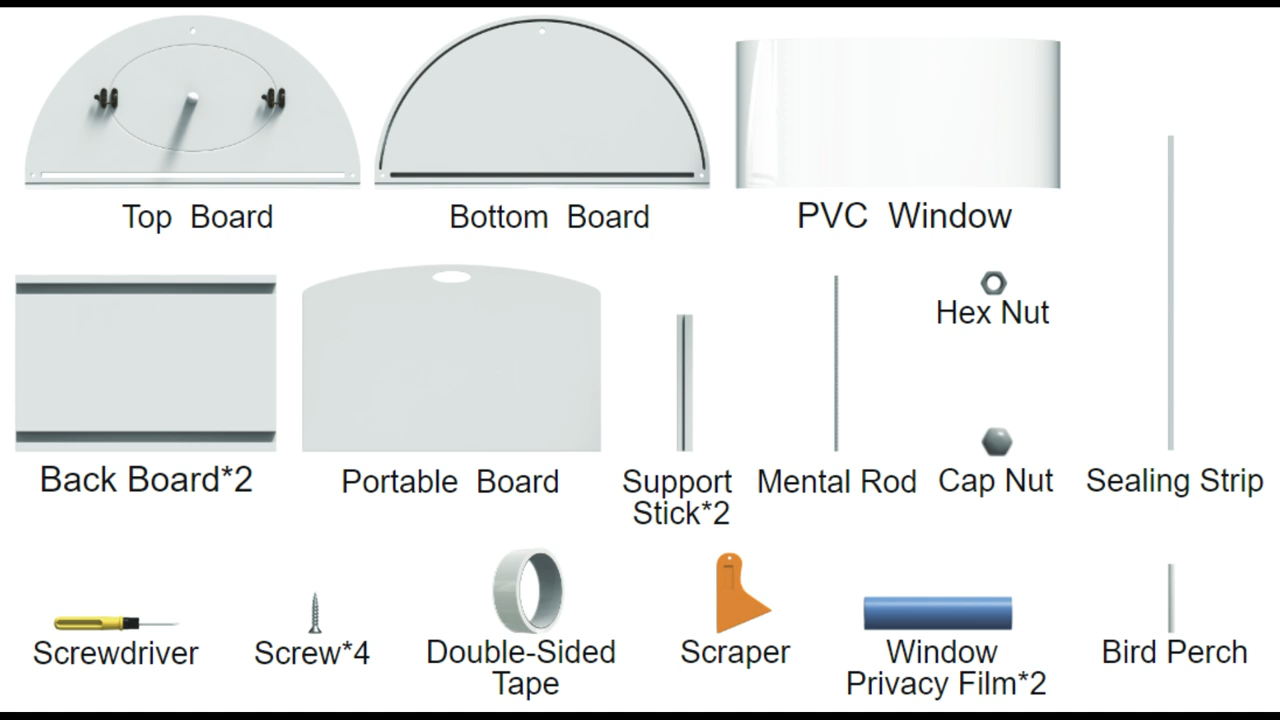 Top Board
Bottom Board
PVC Window
Hex Nut
Back Board*2
Portable Board
Support
Stick*2
Mental Rod
Cap Nut
Sealing Strip
Screwdriver
Screw*4
Double-Sided
Tape
Scraper
Window
Privacy Film*2
Bird Perch